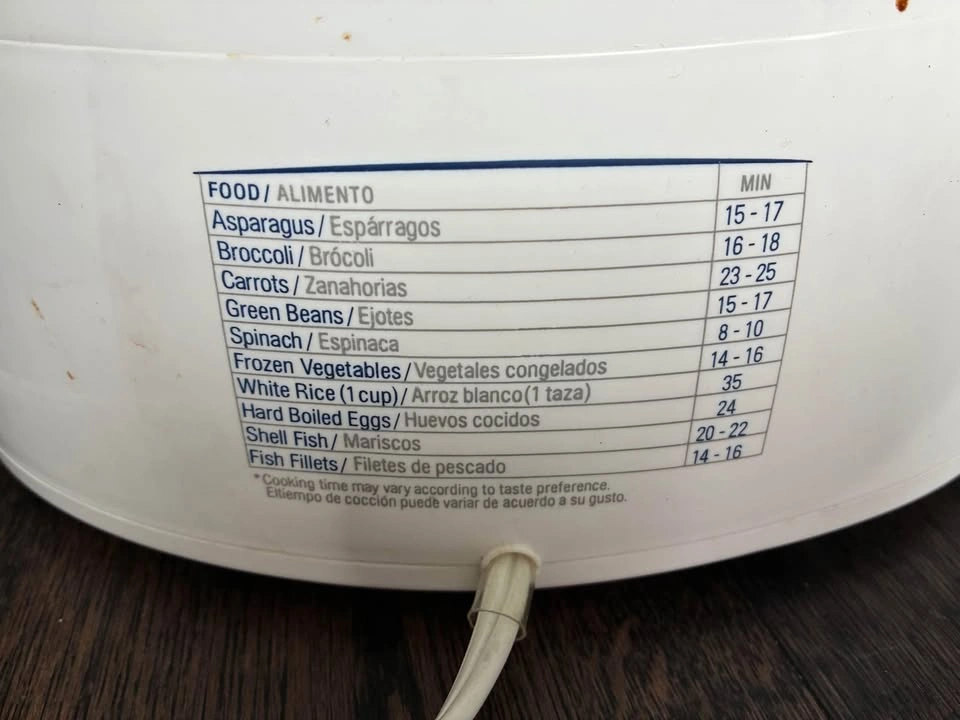 FOOD/ ALIMENTO MIN
Asparagus/ Espárragos 15 - 17
Broccoli/ Brócoli 16 - 18
Carrots/ Zanahorias 23 - 25
Green Beans/ Ejotes 15 - 17
Spinach/ Espinaca 8 - 10
Frozen Vegetables/ Vegetales congelados 14 - 16
White Rice (1 cup)/ Arroz blanco(1 taza) 35
Hard Boiled Eggs/ Huevos cocidos 24
Shell Fish/ Mariscos 20 - 22
Fish Fillets/ Filetes de pescado 14 - 16
*Cooking time may vary according to taste preference.
Eltiempo de cocción puede variar de acuerdo a su gusto.